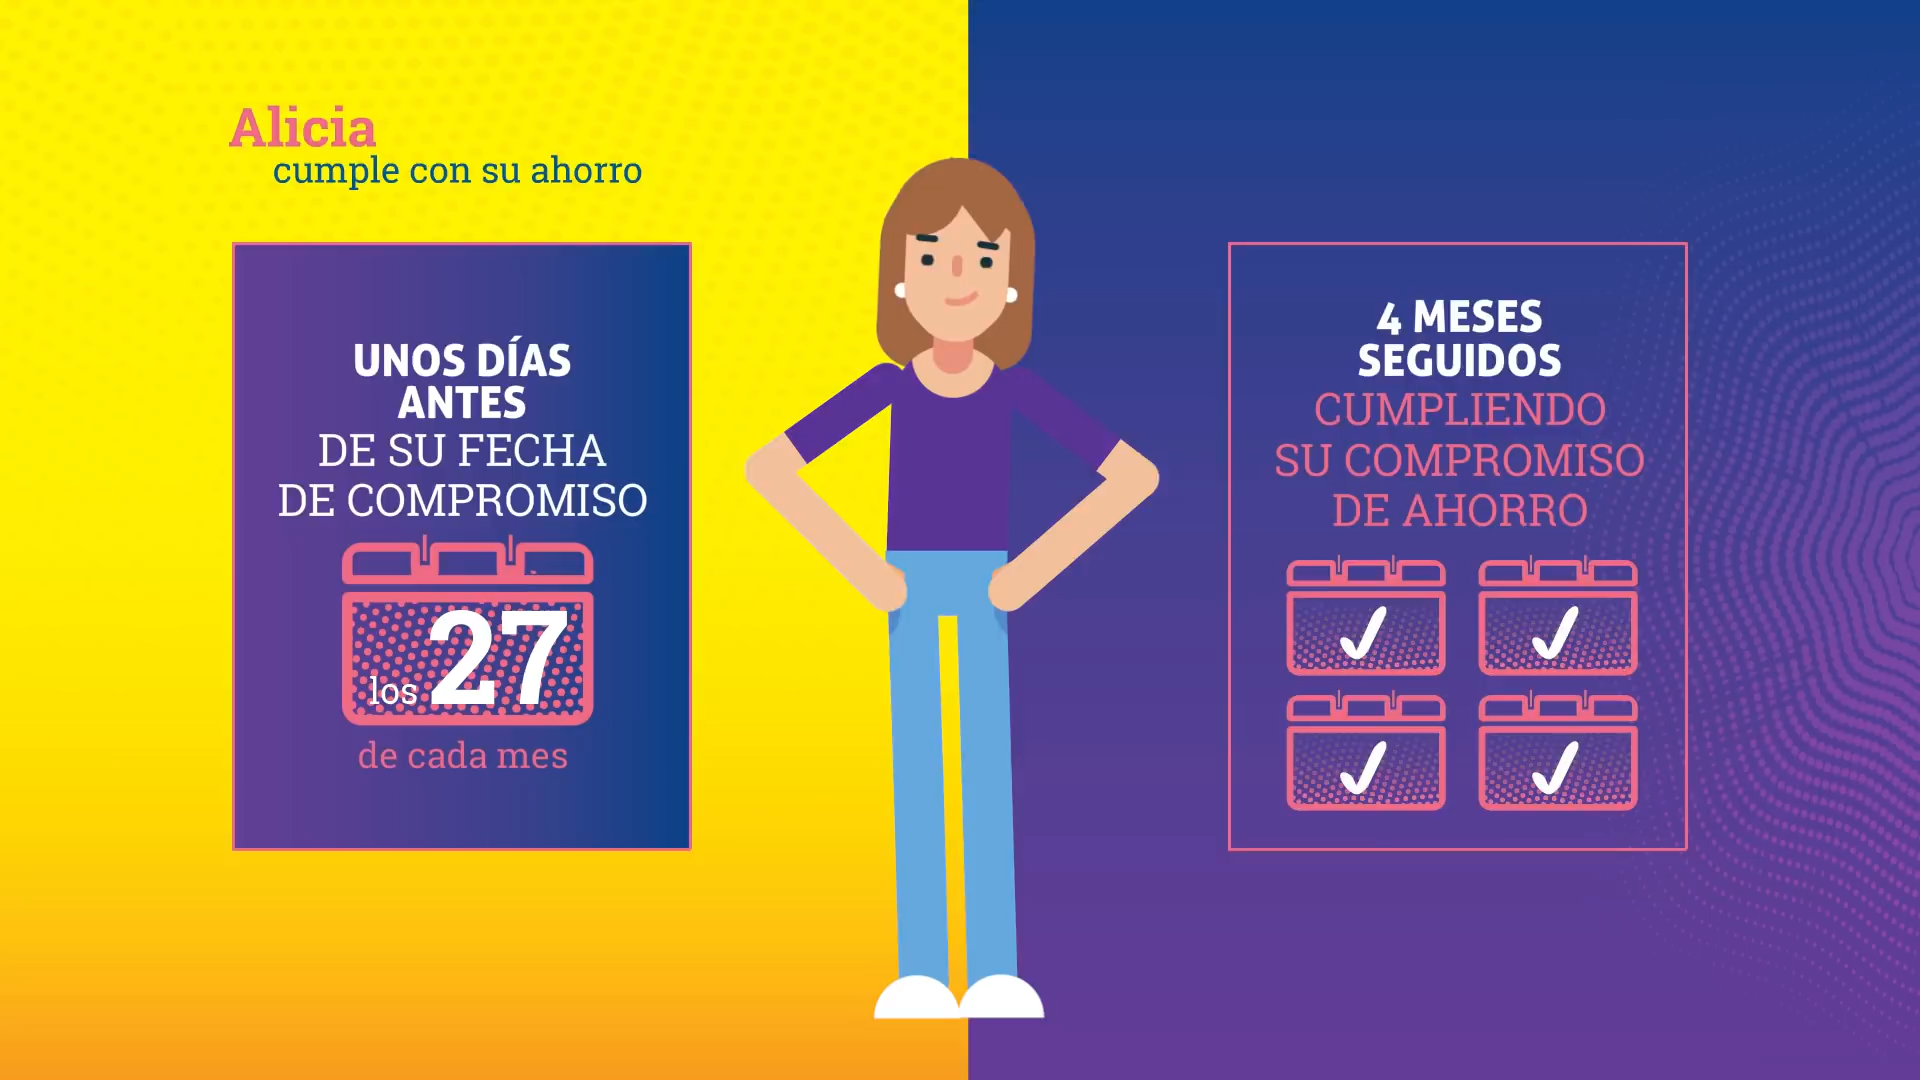 Alicia
cumple con su ahorro
UNOS DÍAS
ANTES
DE SU FECHA
DE COMPROMISO
los 27
de cada mes
4 MESES
SEGUIDOS
CUMPLIENDO
SU COMPROMISO
DE AHORRO